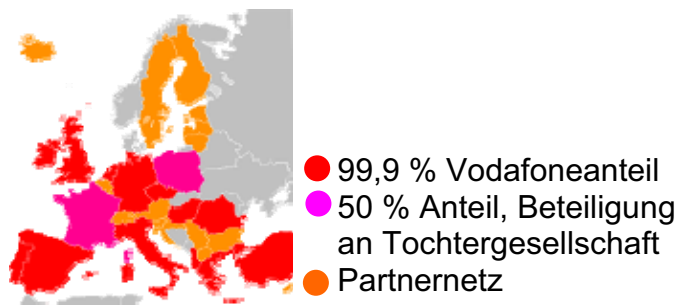 99,9 % Vodafoneanteil
50 % Anteil, Beteiligung
an Tochtergesellschaft
Partnernetz